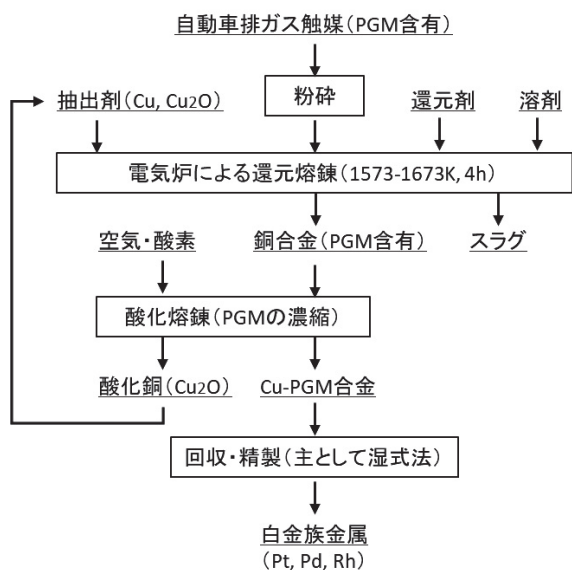 自動車排ガス触媒(PGM含有)
抽出剤(Cu, Cu2O)
粉砕
還元剤
溶剤
電気炉による還元熔錬(1573-1673K, 4h)
空気・酸素
銅合金(PGM含有)
スラグ
酸化熔錬(PGMの濃縮)
酸化銅(Cu2O)
Cu-PGM合金
回収・精製(主として湿式法)
白金族金属
(Pt, Pd, Rh)